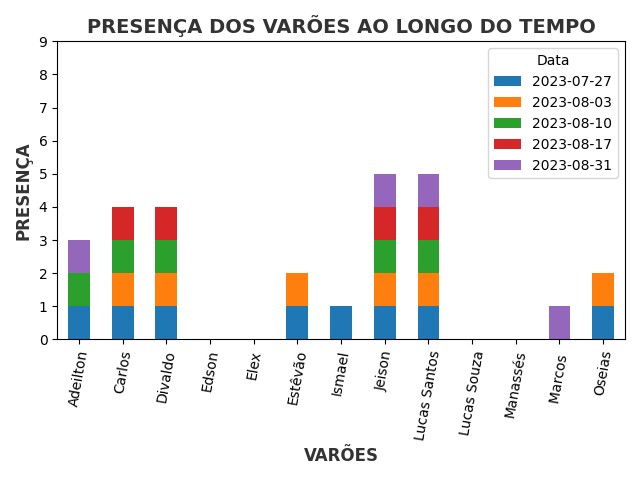 PRESENÇA DOS VARÕES AO LONGO DO TEMPO
9
8
7
6
5
4
3
2
1
0
PRESENÇA
Data
2023-07-27
2023-08-03
2023-08-10
2023-08-17
2023-08-31
Adeilton
Carlos
Divaldo
Edson
Elex
Estêvão
Ismael
Jeison
Lucas Santos
Lucas Souza
Manassés
Marcos
Oseias
VARÕES